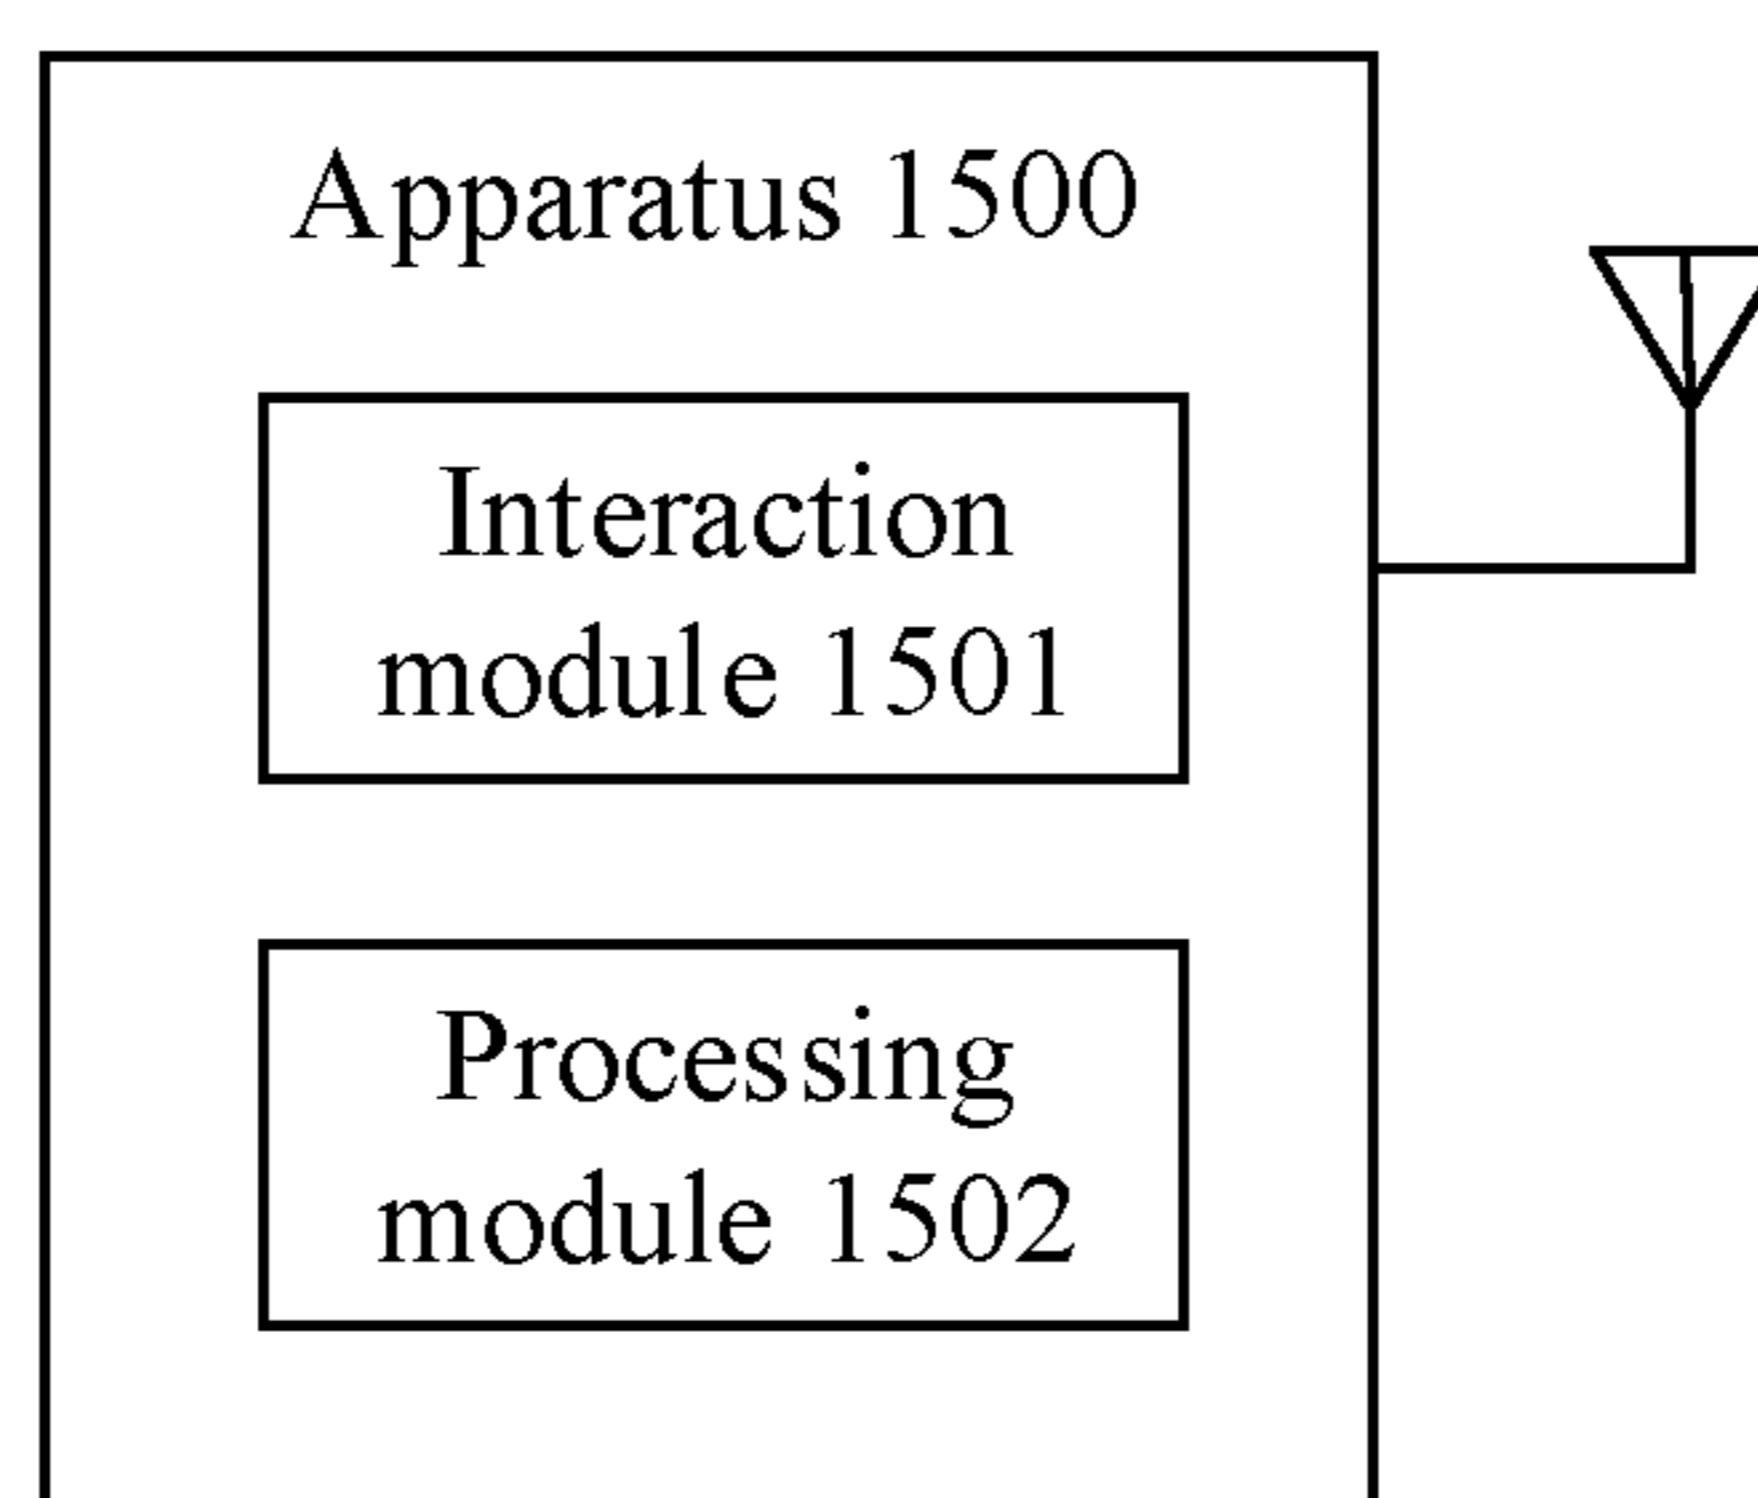 Apparatus 1500
Interaction
module 1501
Processing
module 1502